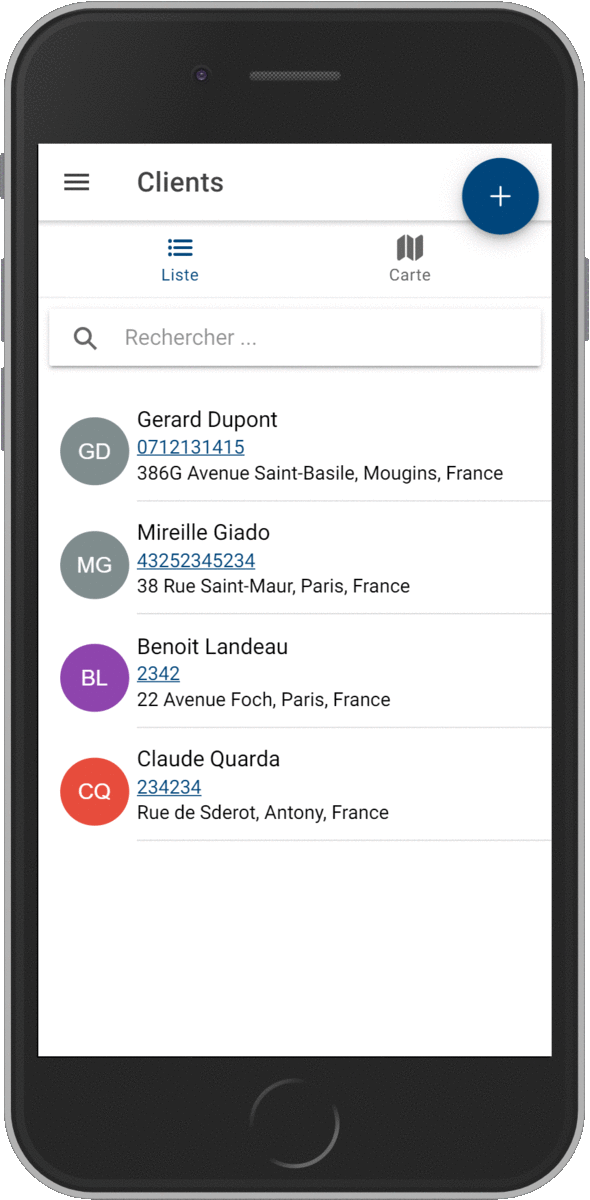 Clients
Liste
Carte
Rechercher ...
GD
Gerard Dupont
0712131415
386G Avenue Saint-Basile, Mougins, France
MG
Mireille Giado
43252345234
38 Rue Saint-Maur, Paris, France
BL
Benoit Landeau
2342
22 Avenue Foch, Paris, France
CQ
Claude Quarda
234234
Rue de Sderot, Antony, France